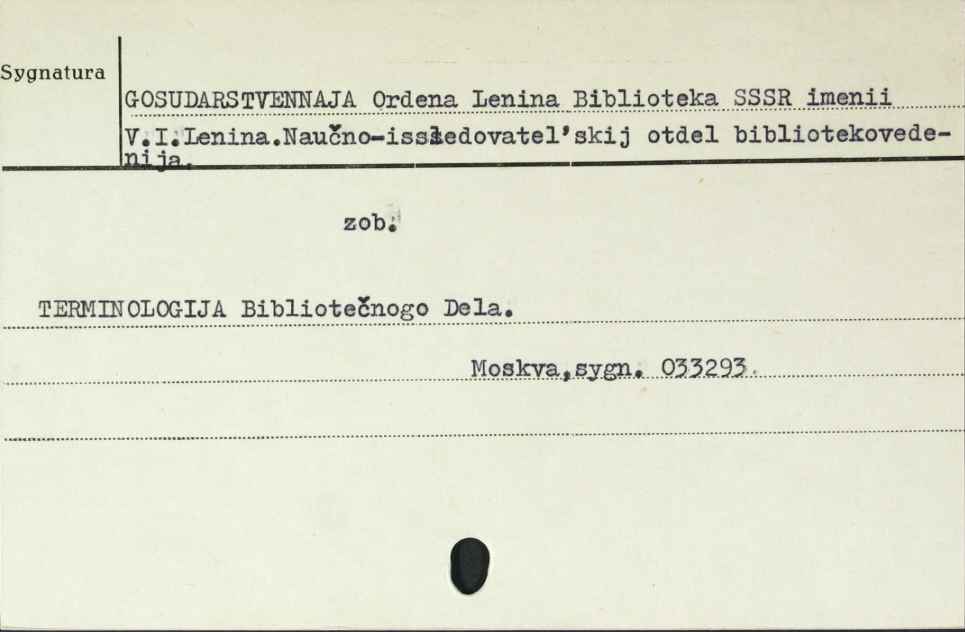 Sygnatura
GOSUDARSTVENNAJA Ordena Lenina Biblioteka SSSR imenii
V.I.Lenina.Naučno-issledovatel'skij otdel bibliotekovede-
nija.
zob.
TERMINOLOGIJA Bibliotečnogo Dela.
Moskva,sygn. 033293.